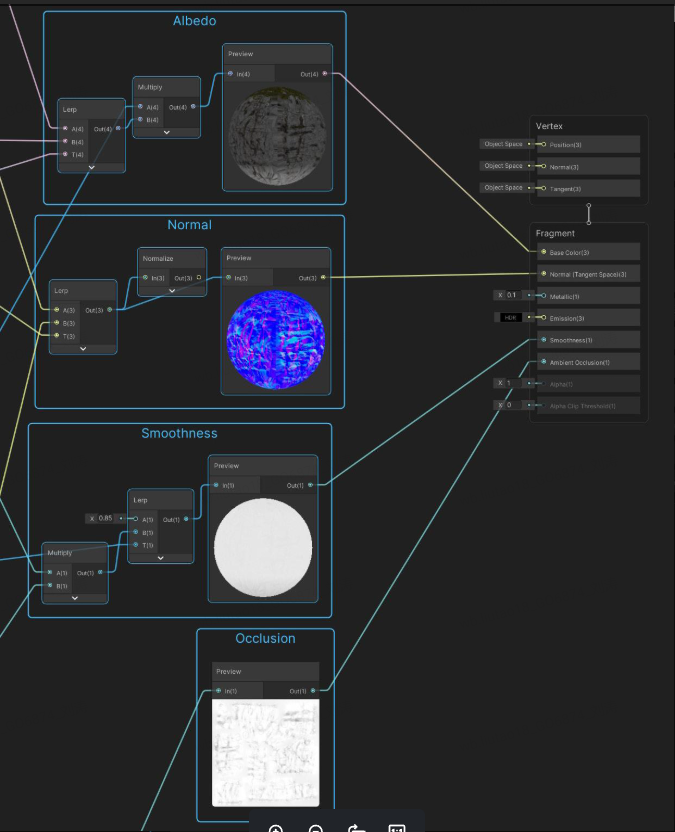 Albedo
Preview
In(4) Out(4)
Multiply
A(4) Out(4)
B(4)
Lerp
A(4) Out(4)
B(4)
T(4)
Vertex
Object Space Position(3)
Object Space Normal(3)
Object Space Tangent(3)
Fragment
Base Color(3)
Normal (Tangent Space)(3)
X 0.1 Metallic(1)
HDR Emission(3)
Smoothness(1)
Ambient Occlusion(1)
X 1 Alpha(1)
X 0 Alpha Clip Threshold(1)
Normal
Normalize
In(3) Out(3)
Preview
In(3) Out(3)
Lerp
A(3) Out(3)
B(3)
T(3)
Smoothness
Preview
In(1) Out(1)
Lerp
X 0.85 A(1) Out(1)
B(1)
T(1)
Multiply
A(1) Out(1)
B(1)
Occlusion
Preview
In(1) Out(1)
1:1